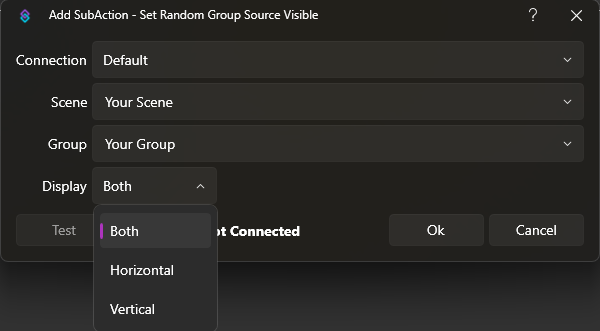 Add SubAction - Set Random Group Source Visible
Connection Default
Scene Your Scene
Group Your Group
Display Both
Test Connected Ok Cancel
Both
Horizontal
Vertical